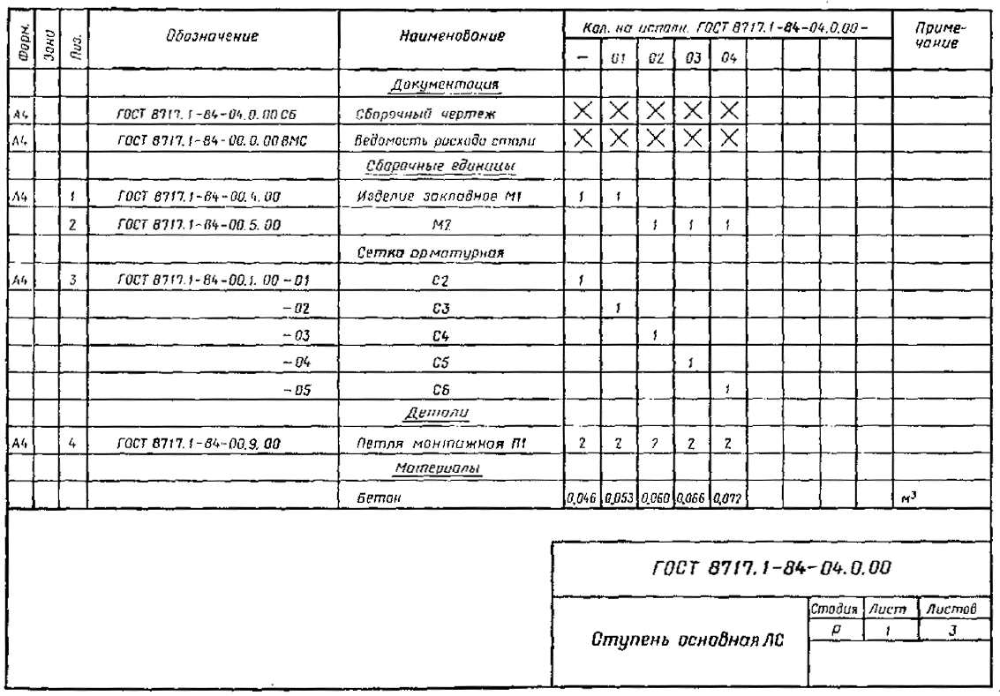 Форм. Зона Поз. Обозначение Наименование Кол. на исполн. ГОСТ 8717.1-84-04.0.00- Приме-
чание
– 01 02 03 04
Документация
А4 ГОСТ 8717.1-84-04.0.00СБ Сборочный чертеж X X X X X
А4 ГОСТ 8717.1-84-00.0.00ВМС Ведомость расхода стали X X X X X
Сборочные единицы
А4 1 ГОСТ 8717.1-84-00.4.00 Изделие закладное М1 1 1
2 ГОСТ 8717.1-84-00.5.00 М2 1 1 1
Сетка арматурная
А4 3 ГОСТ 8717.1-84-00.1.00-01 С2 1
-02 С3 1
-03 С4 1
-04 С5 1
-05 С6 1
Детали
А4 4 ГОСТ 8717.1-84-00.9.00 Петля монтажная П1 2 2 2 2 2
Материалы
Бетон 0,046 0,053 0,060 0,066 0,072 м³
ГОСТ 8717.1-84-04.0.00
Ступень основная ЛС
Стадия Лист Листов
Р 1 3